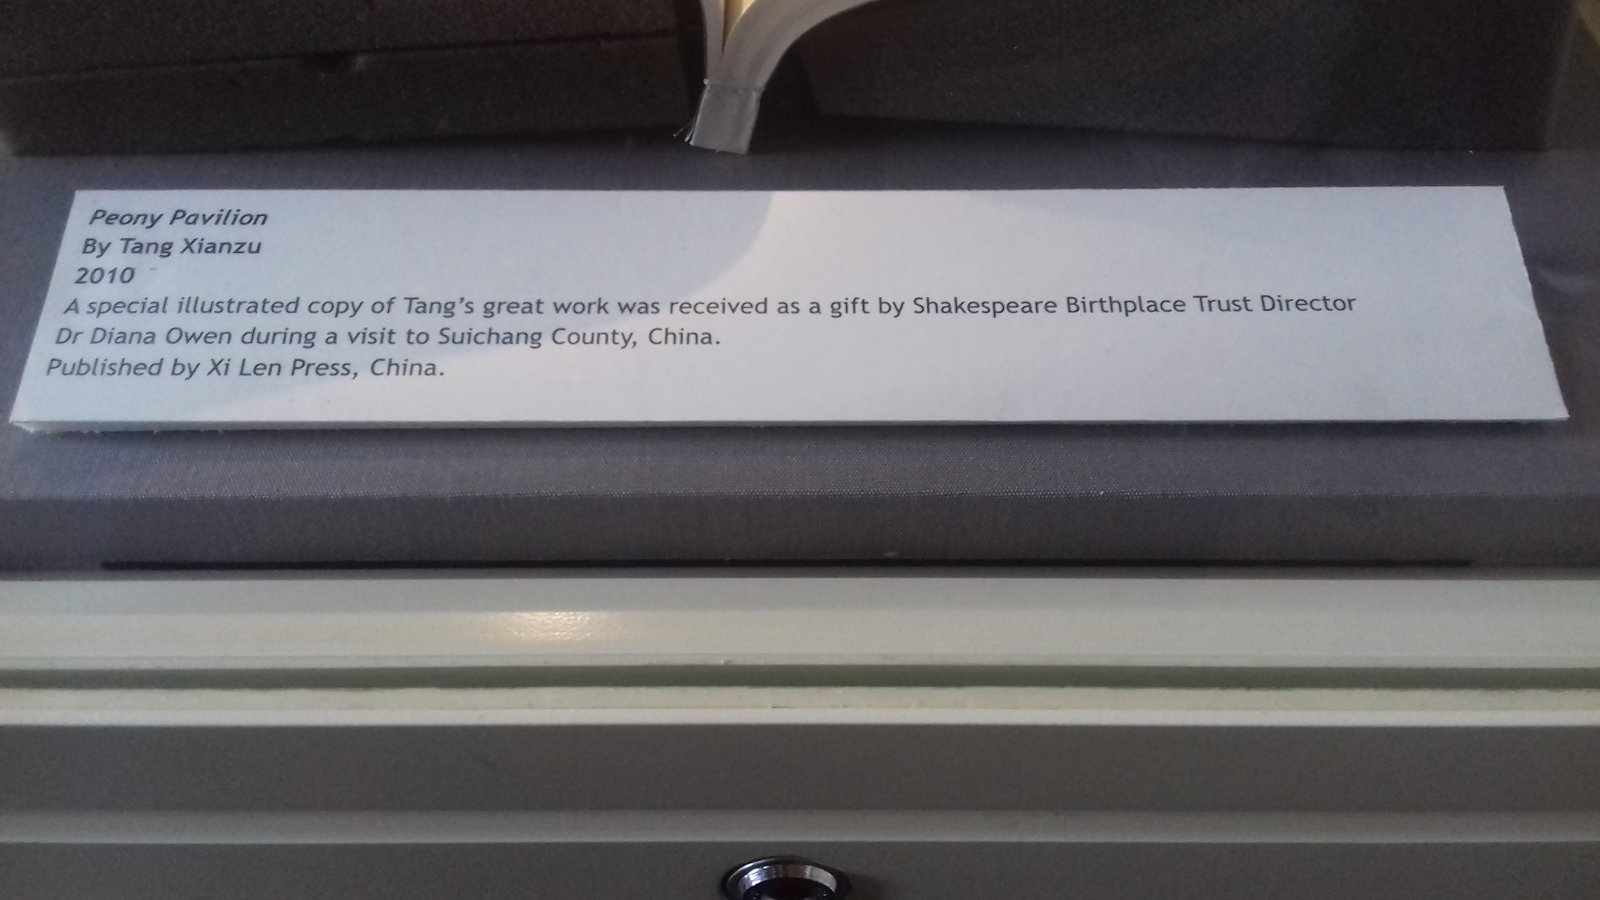 Peony Pavilion
By Tang Xianzu
2010
A special illustrated copy of Tang's great work was received as a gift by Shakespeare Birthplace Trust Director
Dr Diana Owen during a visit to Suichang County, China.
Published by Xi Len Press, China.